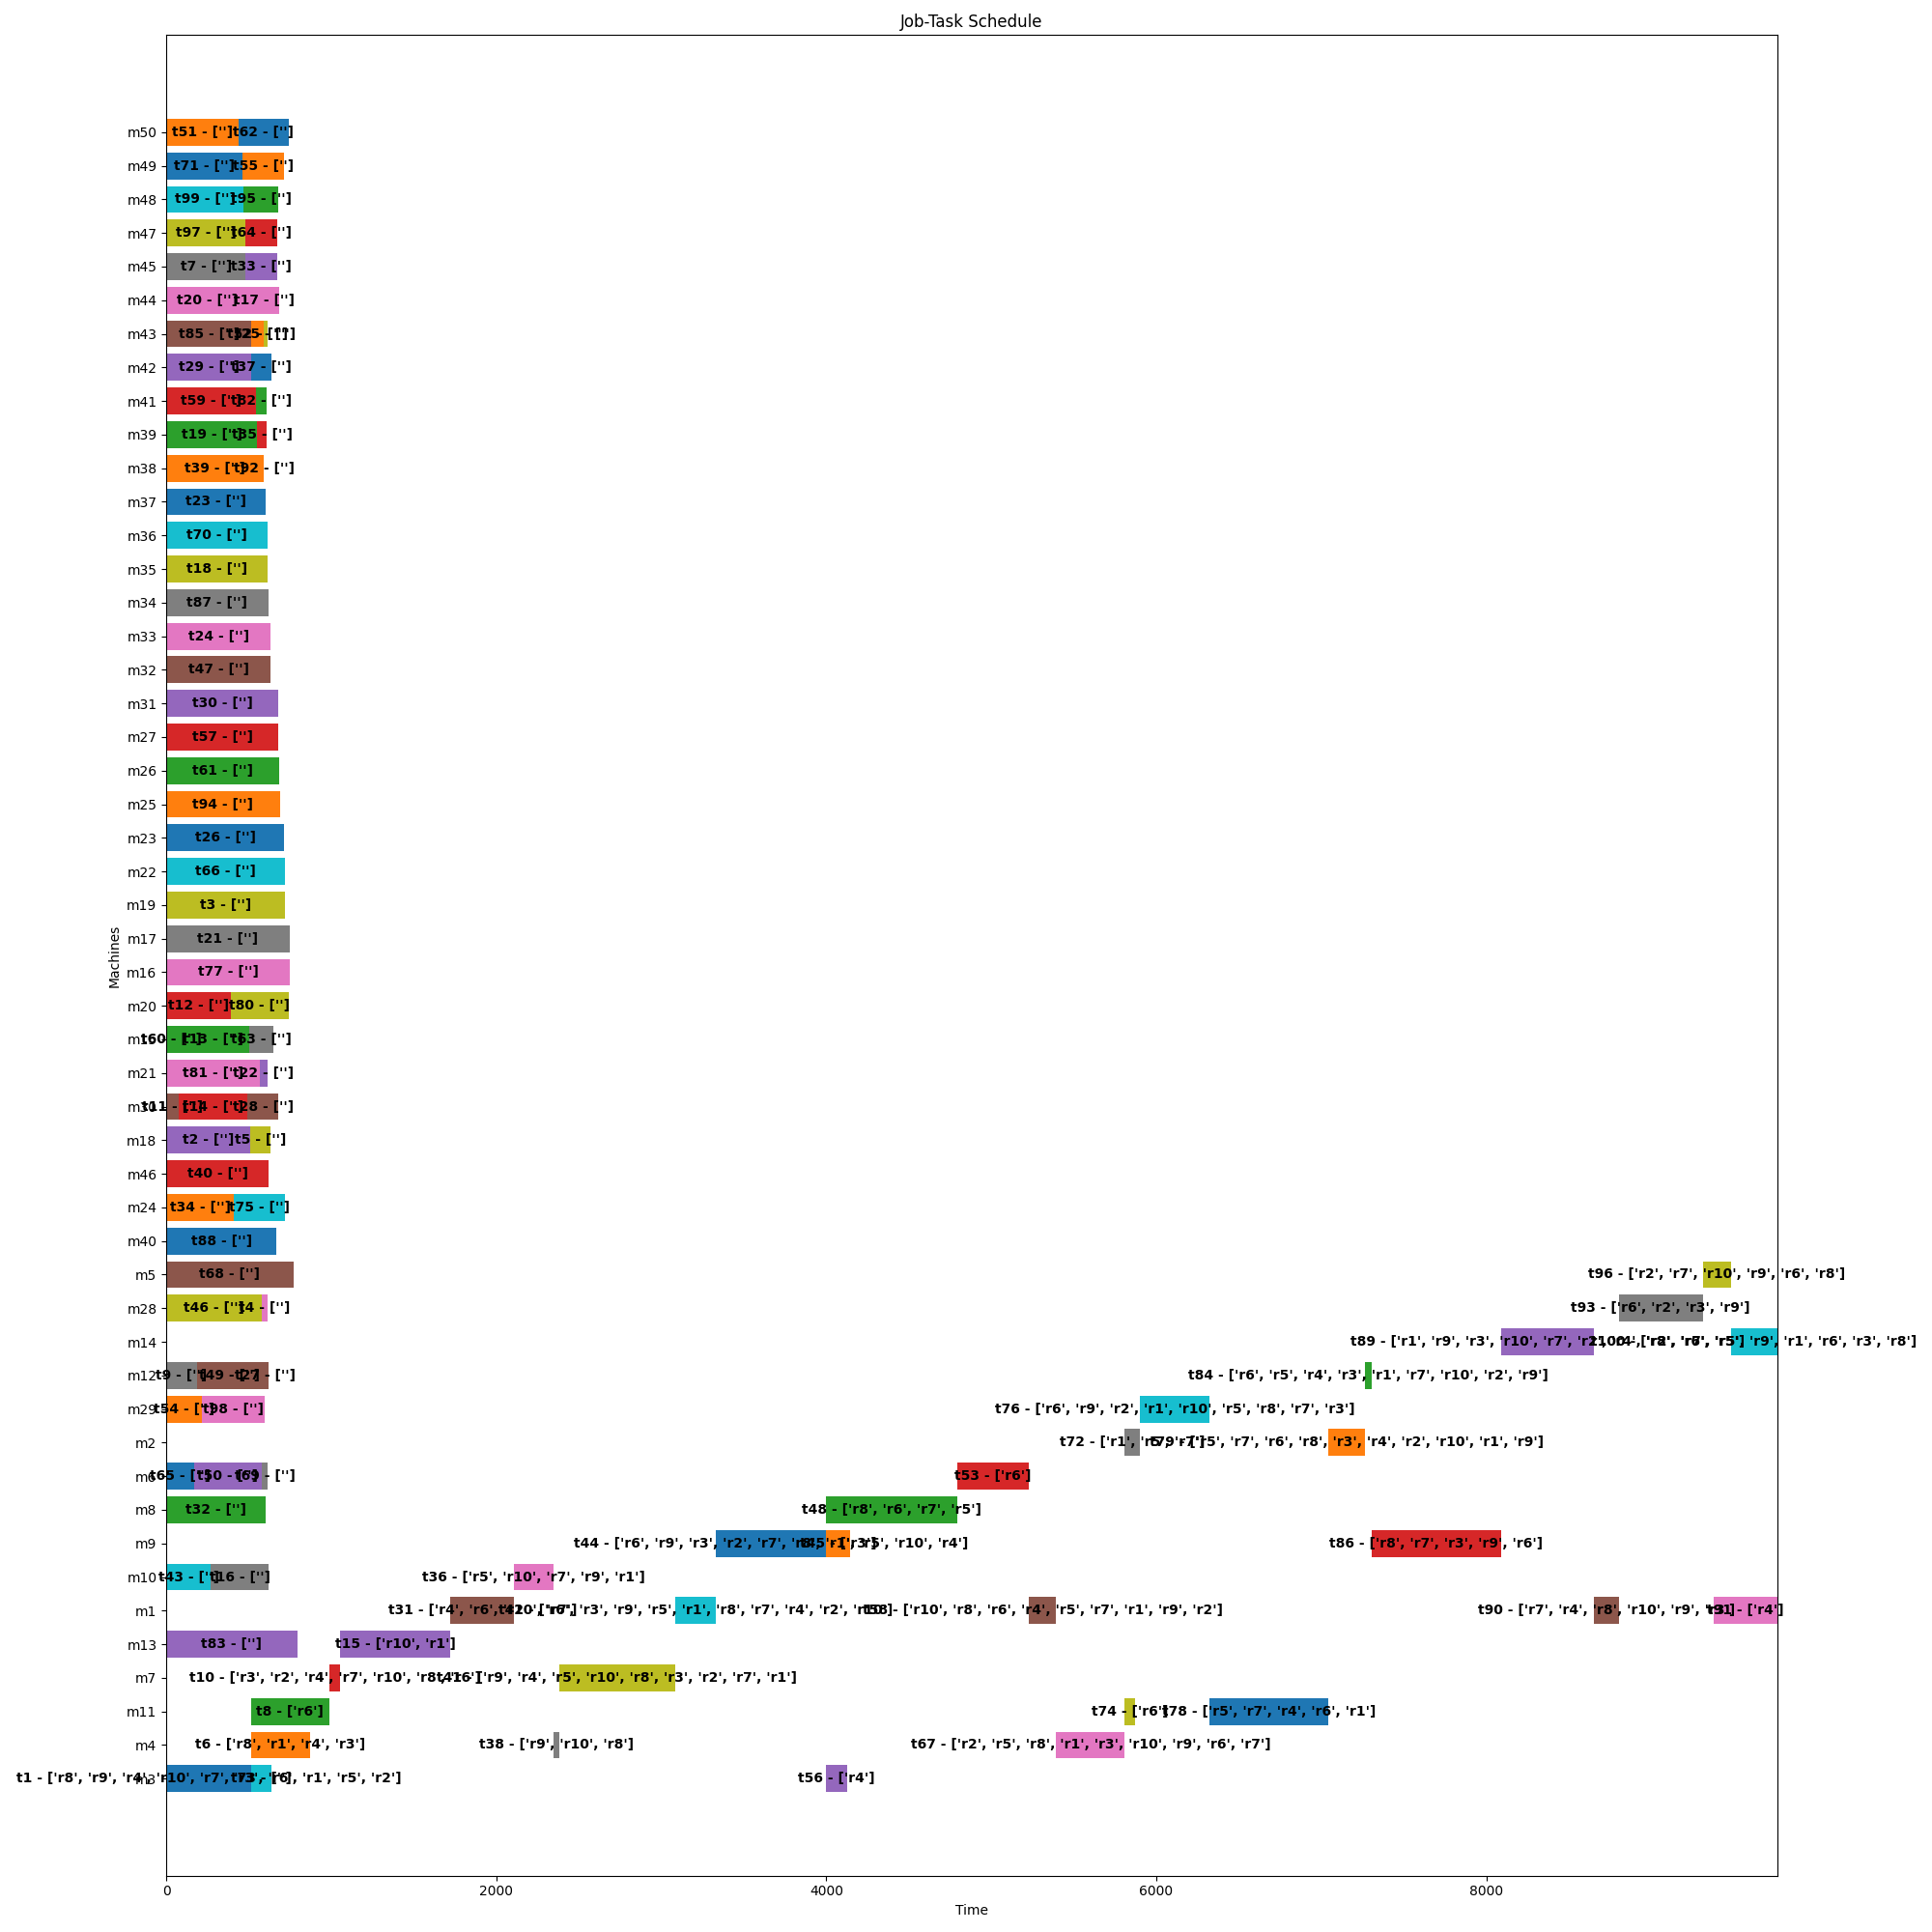 Job-Task Schedule
m50 t51 - [''] t62 - ['']
m49 t71 - [''] t55 - ['']
m48 t99 - [''] t95 - ['']
m47 t97 - [''] t64 - ['']
m45 t7 - [''] t33 - ['']
m44 t20 - [''] t17 - ['']
m43 t85 - ['']
m42 t29 - [''] t37 - ['']
m41 t59 - [''] t82 - ['']
m39 t19 - [''] t35 - ['']
m38 t39 - [''] t92 - ['']
m37 t23 - ['']
m36 t70 - ['']
m35 t18 - ['']
m34 t87 - ['']
m33 t24 - ['']
m32 t47 - ['']
m31 t30 - ['']
m27 t57 - ['']
m26 t61 - ['']
m25 t94 - ['']
m23 t26 - ['']
m22 t66 - ['']
m19 t3 - ['']
m17 t21 - ['']
m16 t77 - ['']
m20 t12 - [''] t80 - ['']
t60 - [''] t13 - [''] t63 - ['']
m21 t81 - [''] t22 - ['']
m30 t11 - [''] t14 - [''] t28 - ['']
m18 t2 - [''] t5 - ['']
m46 t40 - ['']
m24 t34 - [''] t75 - ['']
m40 t88 - ['']
m5 t68 - [''] t96 - ['r2', 'r7', 'r10', 'r9', 'r6', 'r8']
m28 t46 - [''] t4 - [''] t93 - ['r6', 'r2', 'r3', 'r9']
m14 t89 - ['r1', 'r9', 'r3', 'r10', 'r7', 'r9', 'r1', 'r6', 'r3', 'r8']
m12 t9 - [''] t49 - [''] t27 - [''] t84 - ['r6', 'r5', 'r4', 'r3', 'r1', 'r7', 'r10', 'r2', 'r9']
m29 t54 - [''] t98 - [''] t76 - ['r6', 'r9', 'r2', 'r1', 'r10', 'r5', 'r8', 'r7', 'r3']
m2 t72 - ['r1', 'r5', 'r7'] t79 - ['r5', 'r7', 'r6', 'r8', 'r3', 'r4', 'r2', 'r10', 'r1', 'r9']
m6 t65 - [''] t50 - [''] t69 - [''] t53 - ['r6']
m8 t32 - [''] t48 - ['r8', 'r6', 'r7', 'r5']
m9 t44 - ['r6', 'r9', 'r3', 'r2', 'r7', 'r8', 'r5', 'r10', 'r4'] t86 - ['r8', 'r7', 'r3', 'r9', 'r6']
m10 t43 - [''] t16 - [''] t36 - ['r5', 'r10', 'r7', 'r9', 'r1']
m1 t31 - ['r4', 'r6', 'r3', 'r9', 'r5', 'r1', 'r8', 'r7', 'r4', 'r2', 'r10'] t58 - ['r10', 'r8', 'r6', 'r4', 'r5', 'r7', 'r1', 'r9', 'r2'] t90 - ['r7', 'r4', 'r8', 'r10', 'r9', 'r3'] t91 - ['r4']
m13 t83 - [''] t15 - ['r10', 'r1']
m7 t10 - ['r3', 'r2', 'r4', 'r7', 'r10', 'r8', 'r6'] t41 - ['r9', 'r4', 'r5', 'r10', 'r8', 'r3', 'r2', 'r7', 'r1']
m11 t8 - ['r6'] t74 - ['r6'] t78 - ['r5', 'r7', 'r4', 'r6', 'r1']
m4 t6 - ['r8', 'r1', 'r4', 'r3'] t38 - ['r9', 'r10', 'r8'] t67 - ['r2', 'r5', 'r8', 'r1', 'r3', 'r10', 'r9', 'r6', 'r7']
m3 t1 - ['r8', 'r9', 'r4', 'r10', 'r7', 'r3', 'r6', 'r1', 'r5', 'r2'] t73 - [''] t56 - ['r4']
0 2000 4000 6000 8000
Time
Machines